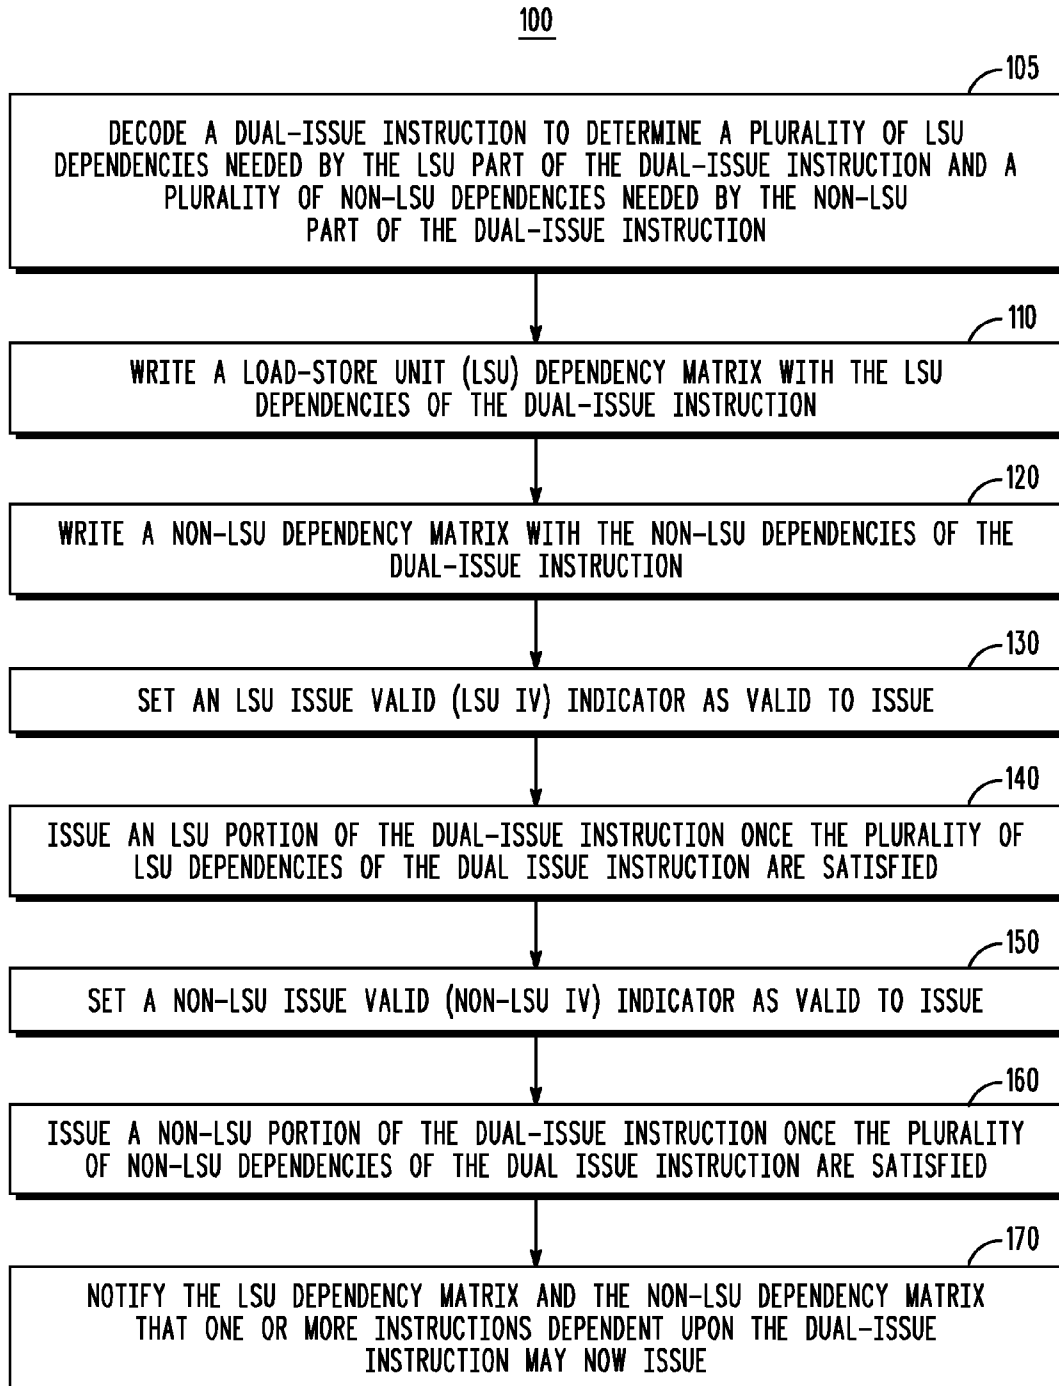 100
105
DECODE A DUAL-ISSUE INSTRUCTION TO DETERMINE A PLURALITY OF LSU
DEPENDENCIES NEEDED BY THE LSU PART OF THE DUAL-ISSUE INSTRUCTION AND A
PLURALITY OF NON-LSU DEPENDENCIES NEEDED BY THE NON-LSU
PART OF THE DUAL-ISSUE INSTRUCTION
110
WRITE A LOAD-STORE UNIT (LSU) DEPENDENCY MATRIX WITH THE LSU
DEPENDENCIES OF THE DUAL-ISSUE INSTRUCTION
120
WRITE A NON-LSU DEPENDENCY MATRIX WITH THE NON-LSU DEPENDENCIES OF THE
DUAL-ISSUE INSTRUCTION
130
SET AN LSU ISSUE VALID (LSU IV) INDICATOR AS VALID TO ISSUE
140
ISSUE AN LSU PORTION OF THE DUAL-ISSUE INSTRUCTION ONCE THE PLURALITY OF
LSU DEPENDENCIES OF THE DUAL ISSUE INSTRUCTION ARE SATISFIED
150
SET A NON-LSU ISSUE VALID (NON-LSU IV) INDICATOR AS VALID TO ISSUE
160
ISSUE A NON-LSU PORTION OF THE DUAL-ISSUE INSTRUCTION ONCE THE PLURALITY
OF NON-LSU DEPENDENCIES OF THE DUAL ISSUE INSTRUCTION ARE SATISFIED
170
NOTIFY THE LSU DEPENDENCY MATRIX AND THE NON-LSU DEPENDENCY MATRIX
THAT ONE OR MORE INSTRUCTIONS DEPENDENT UPON THE DUAL-ISSUE
INSTRUCTION MAY NOW ISSUE